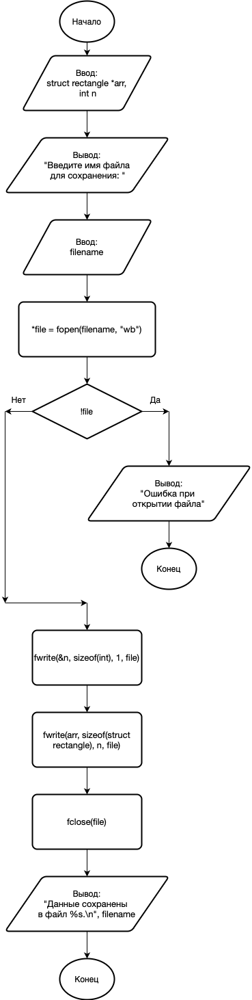 Начало
Ввод:
struct rectangle *arr,
int n
Вывод:
"Введите имя файла
для сохранения: "
Ввод:
filename
*file = fopen(filename, "wb")
Нет
!file
Да
Вывод:
"Ошибка при
открытии файла"
Конец
fwrite(&n, sizeof(int), 1, file)
fwrite(arr, sizeof(struct
rectangle), n, file)
fclose(file)
Вывод:
"Данные сохранены
в файл %s.\n", filename
Конец